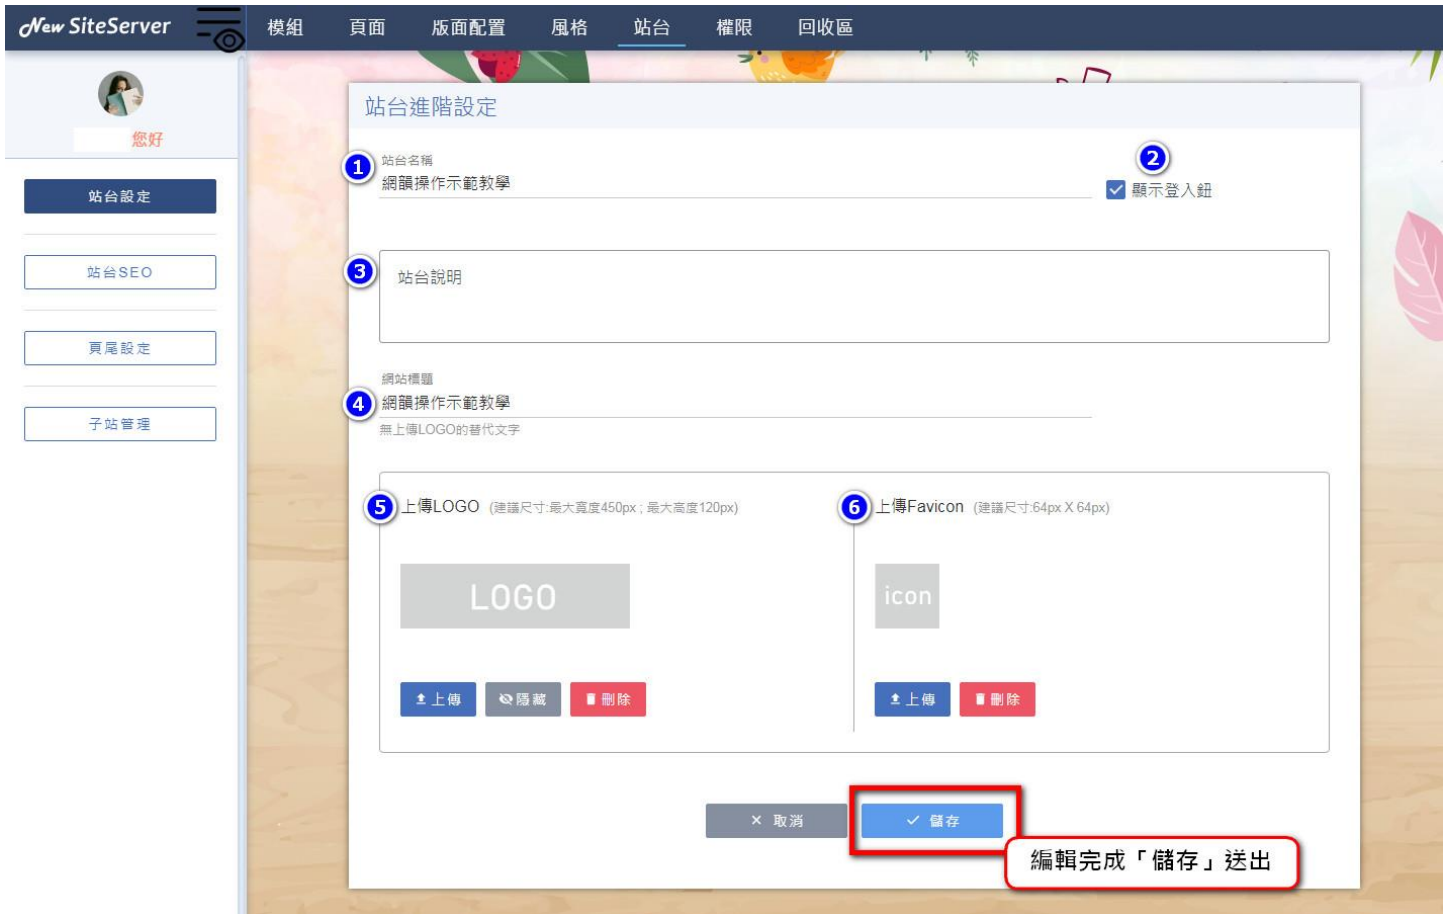 New SiteServer 模組 頁面 版面配置 風格 站台 權限 回收區
您好
站台設定
站台SEO
頁尾設定
子站管理
站台進階設定
1 站台名稱
網韻操作示範教學
2
顯示登入鈕
3 站台說明
網站標題
4 網韻操作示範教學
無上傳LOGO的替代文字
5 上傳LOGO (建議尺寸:最大寬度450px ; 最大高度120px)
LOGO
上傳 隱藏 刪除
6 上傳Favicon (建議尺寸:64px X 64px)
icon
上傳 刪除
取消 儲存
編輯完成「儲存」送出